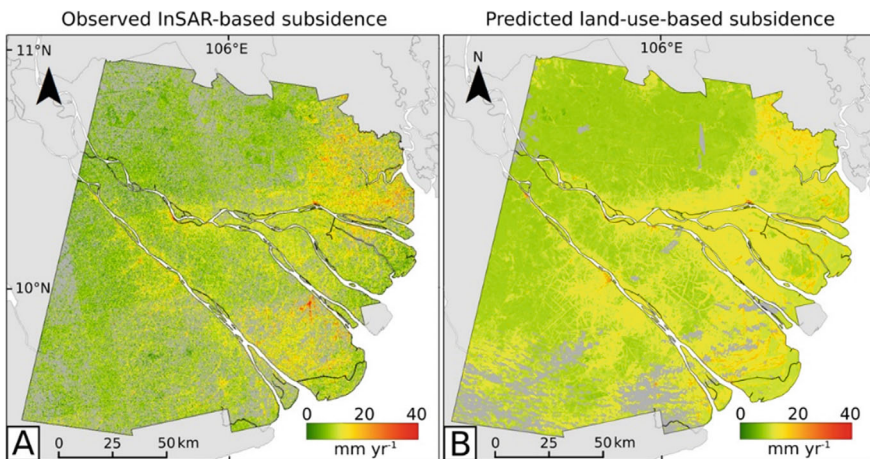 Observed InSAR-based subsidence
Predicted land-use-based subsidence
11°N
106°E
106°E
N
10°N
A
0 25 50 km
0 20 40
mm yr⁻¹
B
0 25 50 km
0 20 40
mm yr⁻¹